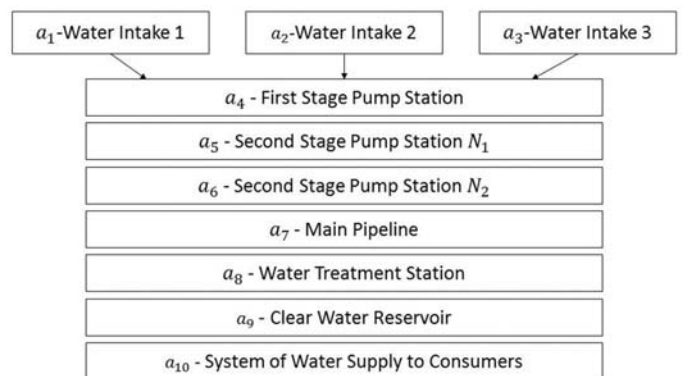 a₁-Water Intake 1
a₂-Water Intake 2
a₃-Water Intake 3
a₄ - First Stage Pump Station
a₅ - Second Stage Pump Station N₁
a₆ - Second Stage Pump Station N₂
a₇ - Main Pipeline
a₈ - Water Treatment Station
a₉ - Clear Water Reservoir
a₁₀ - System of Water Supply to Consumers